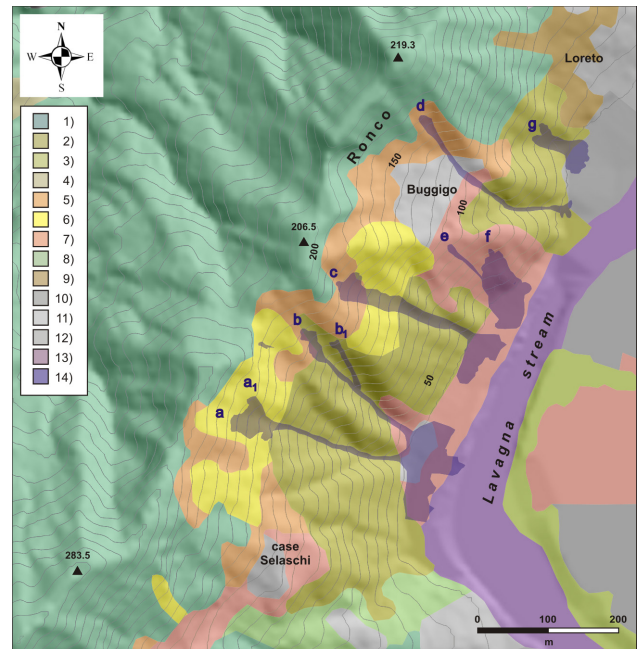 N
W E
S
219.3
Loreto
1)
2)
3)
4)
5)
6)
7)
8)
9)
10)
11)
12)
13)
14)
d
g
Ronco
150
Buggigo
100
206.5
200
e
f
c
b
b1
a1
a
50
Lavagna stream
283.5
case
Selaschi
0 100 200
m